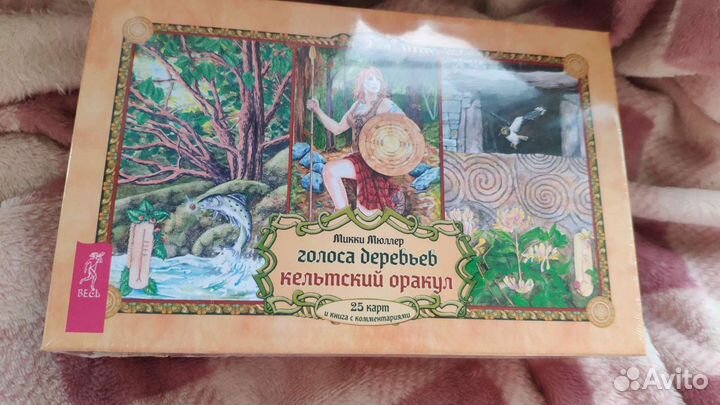 Микки Мюллер
голоса деревьев
кельтский оракул
25 карт
и книга с комментариями
ВЕСЬ
Avito